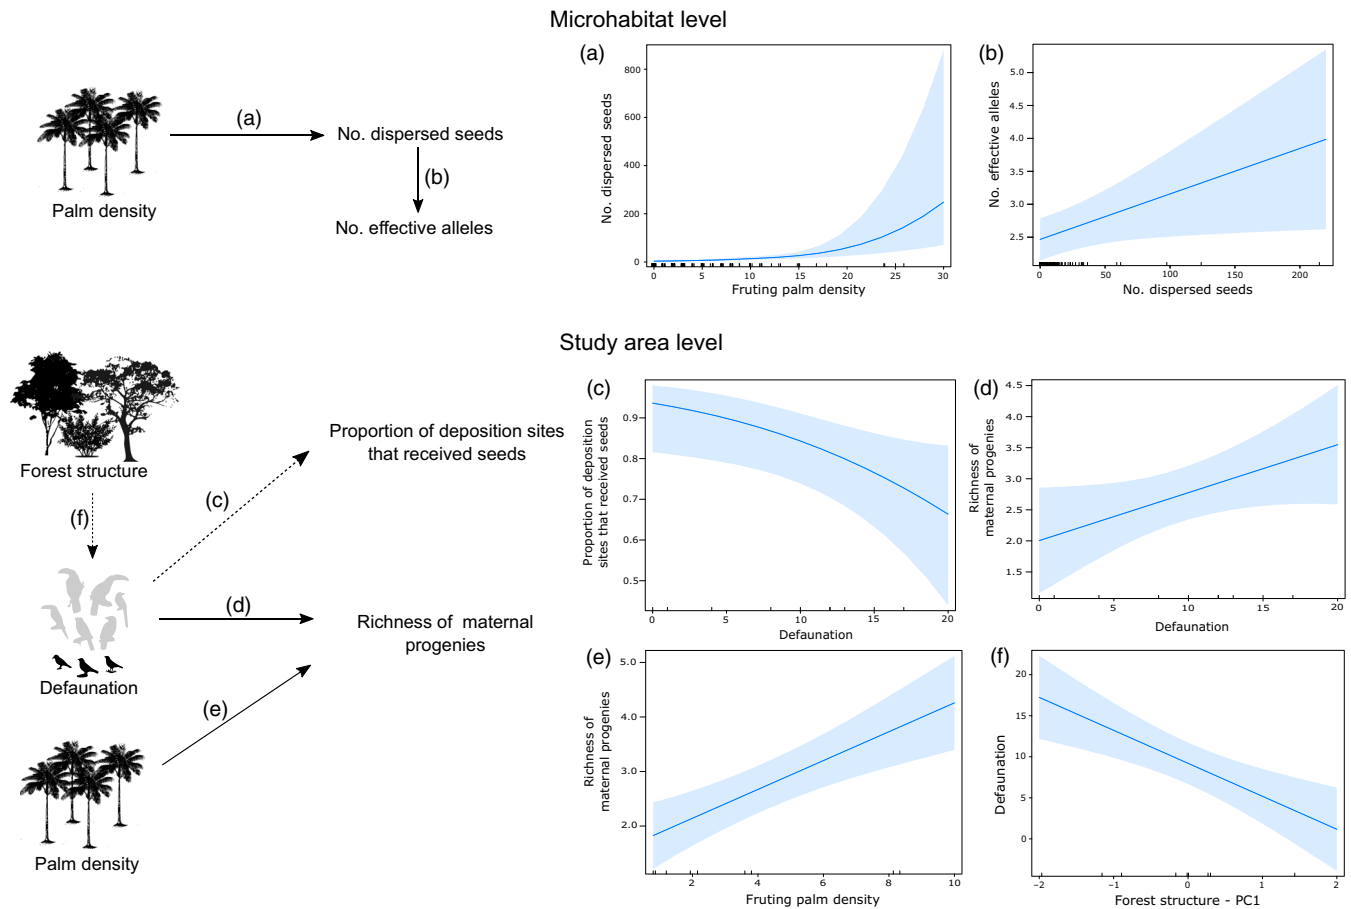 Microhabitat level
(a)
Palm density
No. dispersed seeds
(b)
No. effective alleles
(a)
No. dispersed seeds
800
600
400
200
0
0 5 10 15 20 25 30
Fruting palm density
(b)
No. effective alleles
5.0
4.5
4.0
3.5
3.0
2.5
0 50 100 150 200
No. dispersed seeds
Study area level
Forest structure
(f)
(c)
Proportion of deposition sites
that received seeds
Defaunation
(d)
Richness of maternal
progenies
(e)
Palm density
(c)
Proportion of deposition
sites that received seeds
0.9
0.8
0.7
0.6
0.5
0 5 10 15 20
Defaunation
(d)
Richness of
maternal progenies
4.5
4.0
3.5
3.0
2.5
2.0
1.5
0 5 10 15 20
Defaunation
(e)
Richness of
maternal progenies
5.0
4.0
3.0
2.0
2 4 6 8 10
Fruting palm density
(f)
Defaunation
20
15
10
5
0
−2 −1 0 1 2
Forest structure - PC1